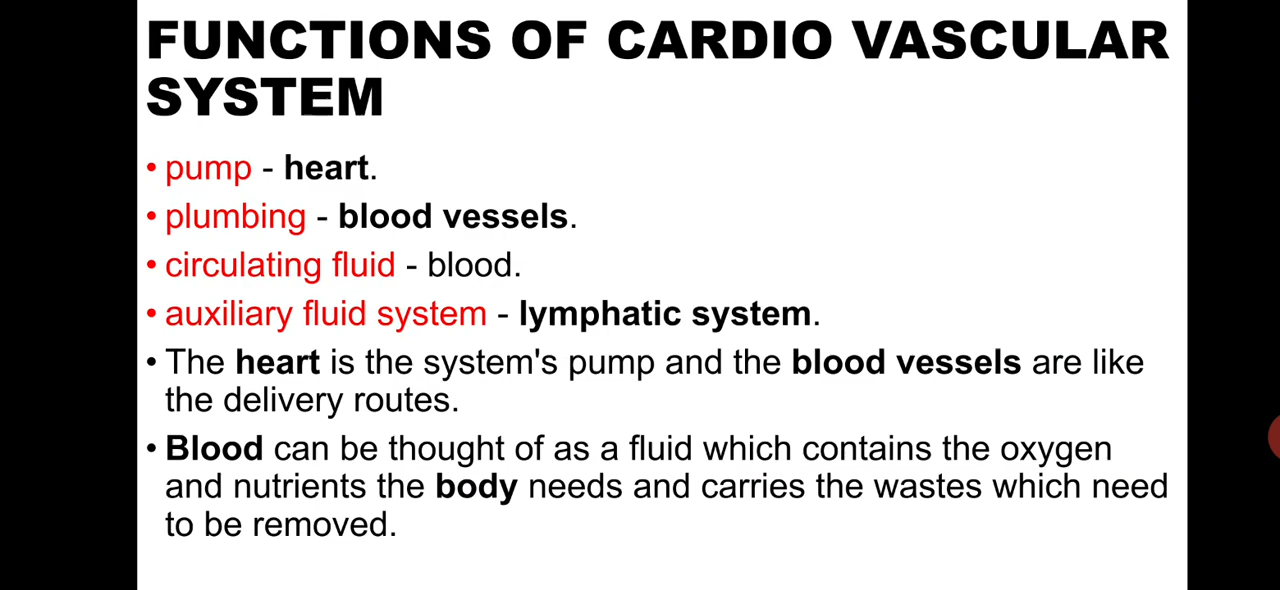 FUNCTIONS OF CARDIO VASCULAR
SYSTEM
• pump - heart.
• plumbing - blood vessels.
• circulating fluid - blood.
• auxiliary fluid system - lymphatic system.
• The heart is the system's pump and the blood vessels are like
the delivery routes.
• Blood can be thought of as a fluid which contains the oxygen
and nutrients the body needs and carries the wastes which need
to be removed.